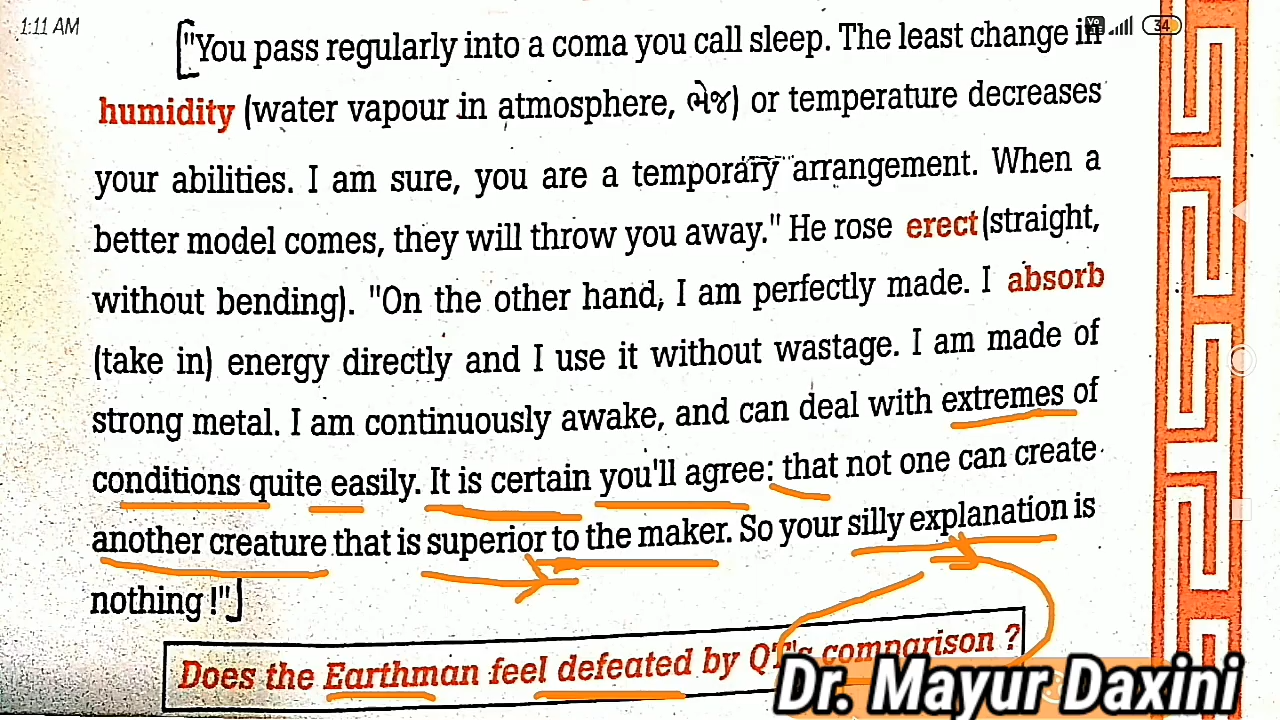 1:11 AM
34
["You pass regularly into a coma you call sleep. The least change in
humidity (water vapour in atmosphere, ભેજ) or temperature decreases
your abilities. I am sure, you are a temporary arrangement. When a
better model comes, they will throw you away." He rose erect (straight,
without bending). "On the other hand, I am perfectly made. I absorb
(take in) energy directly and I use it without wastage. I am made of
strong metal. I am continuously awake, and can deal with extremes of
conditions quite easily. It is certain you'll agree: that not one can create
another creature that is superior to the maker. So your silly explanation is
nothing !"]
Does the Earthman feel defeated by QT's comparison ?
Dr. Mayur Daxini